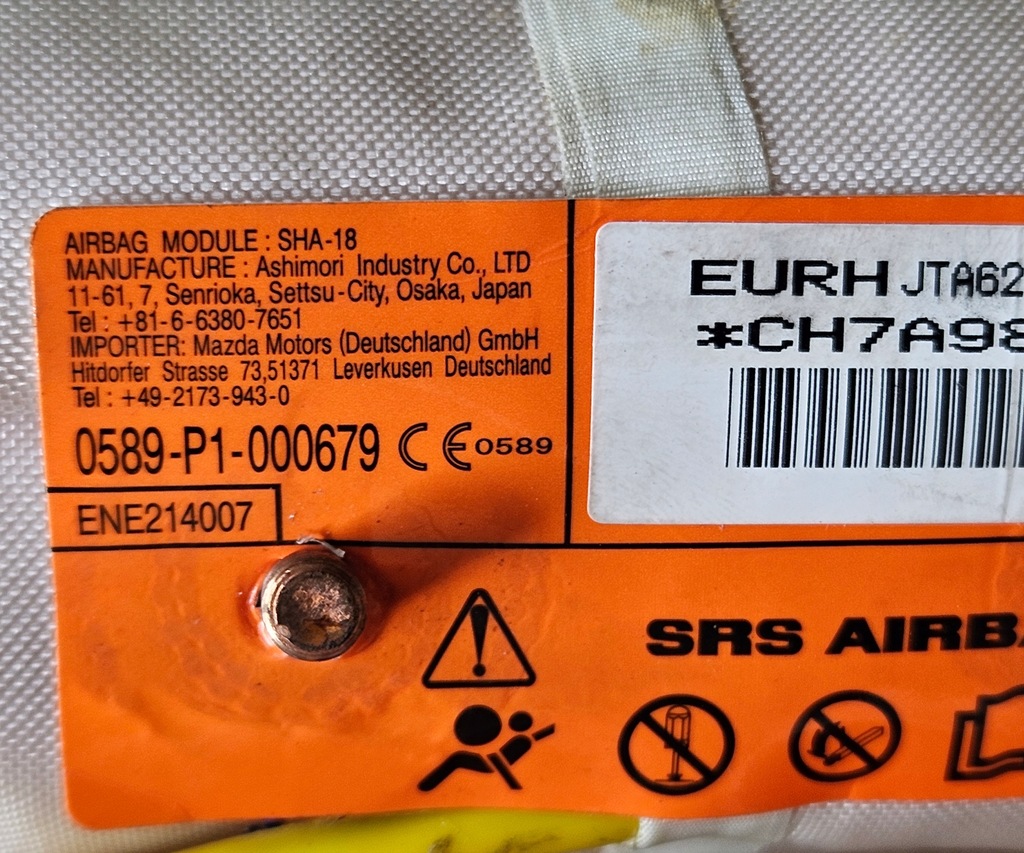 AIRBAG MODULE : SHA-18
MANUFACTURE : Ashimori Industry Co., LTD
11-61, 7, Senrioka, Settsu-City, Osaka, Japan
Tel : +81-6-6380-7651
IMPORTER: Mazda Motors (Deutschland) GmbH
Hitdorfer Strasse 73,51371 Leverkusen Deutschland
Tel : +49-2173-943-0
0589-P1-000679 CE 0589
ENE214007
EURH JTA62
*CH7A98
SRS AIRBA